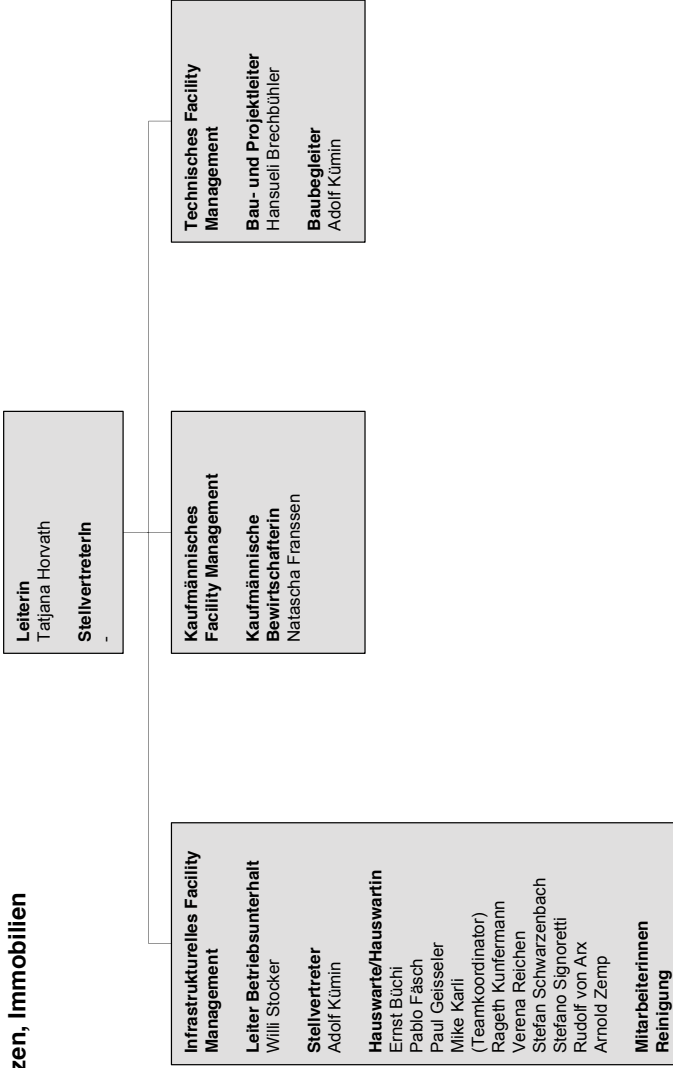 zen, Immobilien
Leiterin
Tatjana Horvath
StellvertreterIn
-
Infrastrukturelles Facility
Management
Leiter Betriebsunterhalt
Willi Stocker
Stellvertreter
Adolf Kümin
Hauswarte/Hauswartin
Ernst Büchi
Pablo Fäsch
Paul Geisseler
Mike Karli
(Teamkoordinator)
Rageth Kunfermann
Verena Reichen
Stefan Schwarzenbach
Stefano Signoretti
Rudolf von Arx
Arnold Zemp
Mitarbeiterinnen
Reinigung
Kaufmännisches
Facility Management
Kaufmännische
Bewirtschafterin
Natascha Franssen
Technisches Facility
Management
Bau- und Projektleiter
Hansueli Brechbühler
Baubegleiter
Adolf Kümin